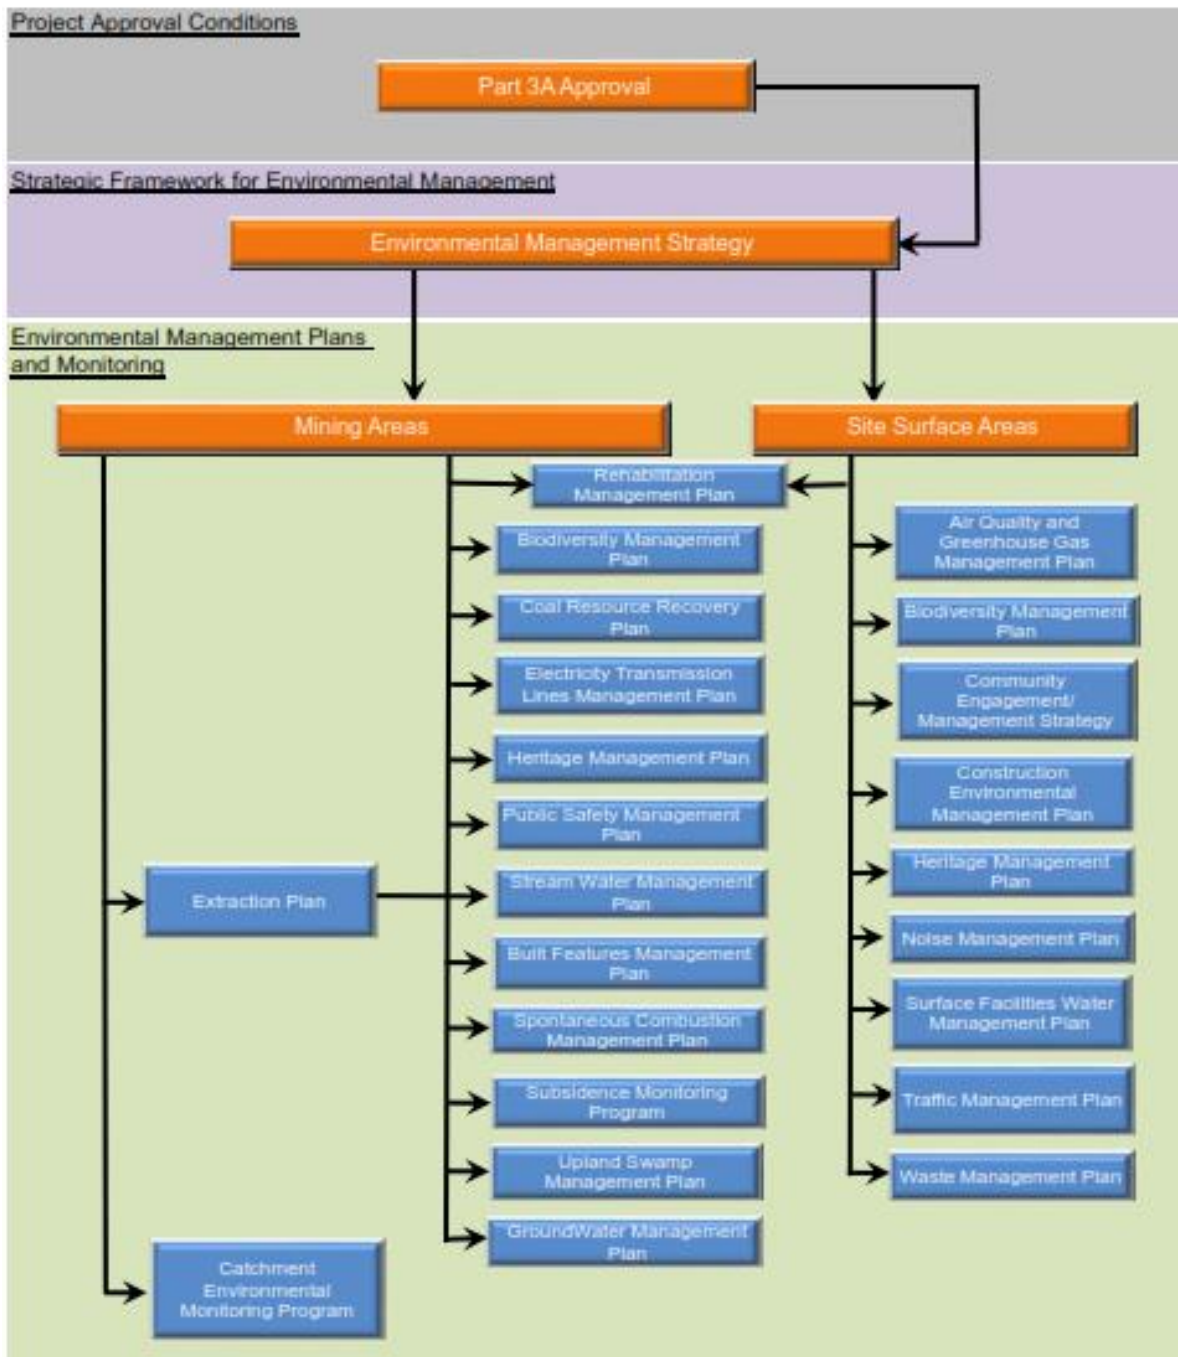 Project Approval Conditions
Part 3A Approval
Strategic Framework for Environmental Management
Environmental Management Strategy
Environmental Management Plans
and Monitoring
Mining Areas
Site Surface Areas
Rehabilitation
Management Plan
Biodiversity Management
Plan
Coal Resource Recovery
Plan
Electricity Transmission
Lines Management Plan
Heritage Management Plan
Public Safety Management
Plan
Extraction Plan
Stream Water Management
Plan
Built Features Management
Plan
Spontaneous Combustion
Management Plan
Subsidence Monitoring
Program
Upland Swamp
Management Plan
GroundWater Management
Plan
Catchment
Environmental
Monitoring Program
Air Quality and
Greenhouse Gas
Management Plan
Biodiversity Management
Plan
Community
Engagement/
Management Strategy
Construction
Environmental
Management Plan
Heritage Management
Plan
Noise Management Plan
Surface Facilities Water
Management Plan
Traffic Management Plan
Waste Management Plan